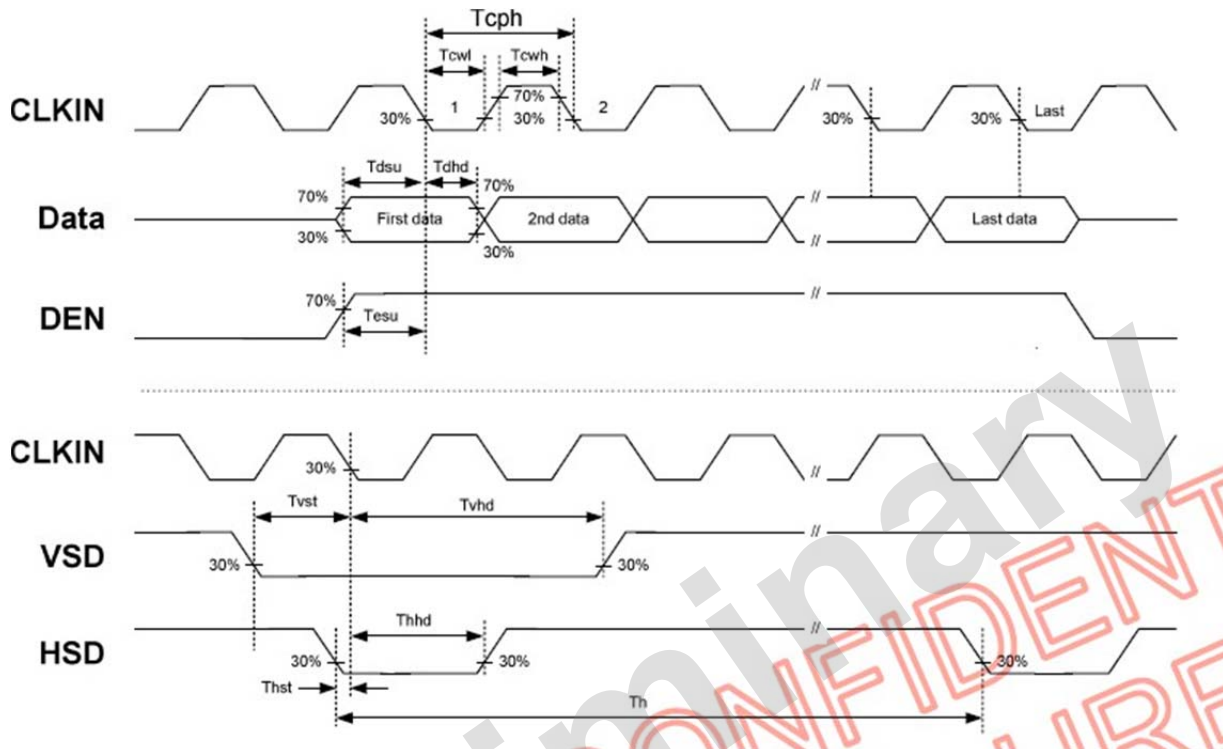 Tcph
Tcwl Tcwh
CLKIN 30% 1 70% 30% 2 // 30% 30% Last
Tdsu Tdhd
70% 70%
Data First data 2nd data // // Last data
30% 30%
70% //
DEN Tesu
CLKIN 30% //
Tvst Tvhd
VSD 30% 30% //
Thhd //
HSD 30% 30% 30%
Thst
Th